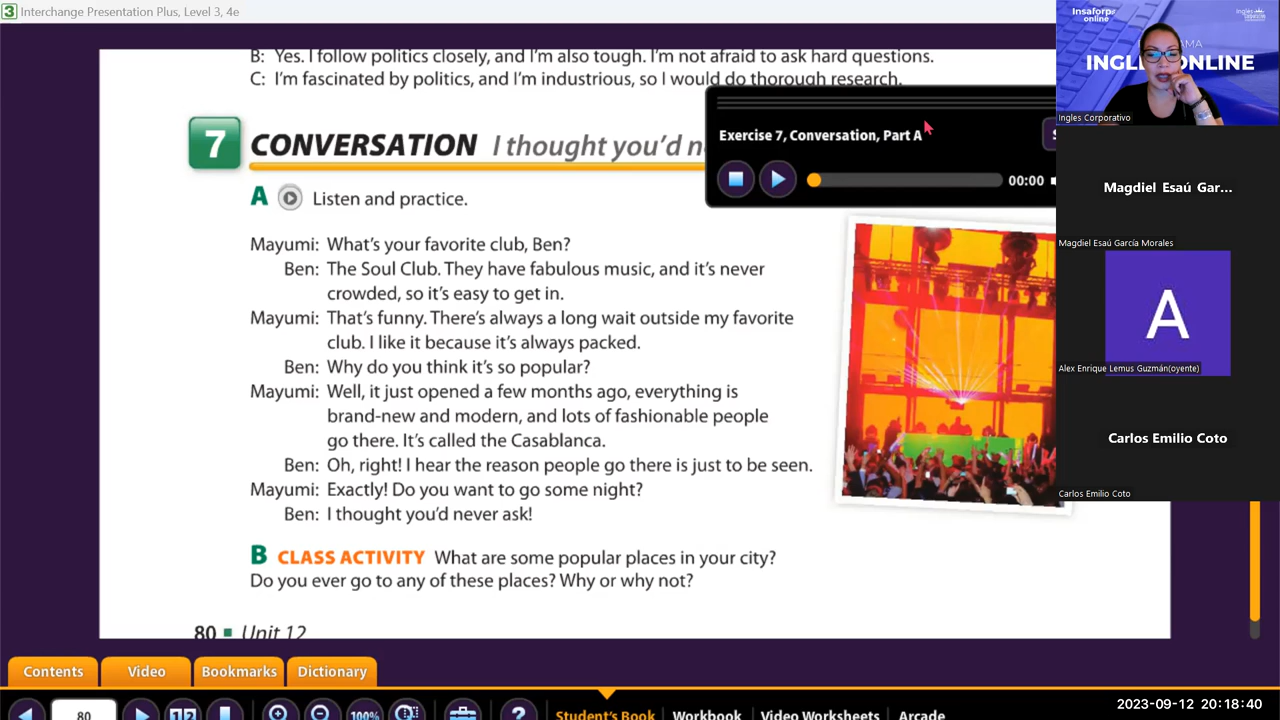 Interchange Presentation Plus, Level 3, 4e
B: Yes. I follow politics closely, and I'm also tough. I'm not afraid to ask hard questions.
C: I'm fascinated by politics, and I'm industrious, so I would do thorough research.
7 CONVERSATION I thought you'd n
Exercise 7, Conversation, Part A
00:00
A Listen and practice.
Mayumi: What's your favorite club, Ben?
Ben: The Soul Club. They have fabulous music, and it's never
crowded, so it's easy to get in.
Mayumi: That's funny. There's always a long wait outside my favorite
club. I like it because it's always packed.
Ben: Why do you think it's so popular?
Mayumi: Well, it just opened a few months ago, everything is
brand-new and modern, and lots of fashionable people
go there. It's called the Casablanca.
Ben: Oh, right! I hear the reason people go there is just to be seen.
Mayumi: Exactly! Do you want to go some night?
Ben: I thought you'd never ask!
B CLASS ACTIVITY What are some popular places in your city?
Do you ever go to any of these places? Why or why not?
80 Unit 12
Contents Video Bookmarks Dictionary
80 12 100% ?
Student's Book Workbook Video Worksheets Arcade
Insaforp
online
Inglés
INGL ONLINE
Ingles Corporativo
Magdiel Esaú Gar...
Magdiel Esaú García Morales
A
Alex Enrique Lemus Guzmán(oyente)
Carlos Emilio Coto
Carlos Emilio Coto
2023-09-12 20:18:40